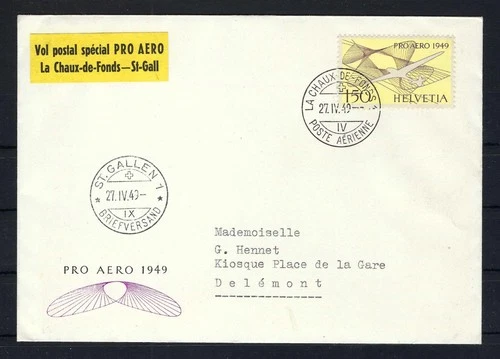 Vol postal spécial PRO AERO
La Chaux-de-Fonds—St-Gall
PRO AERO 1949
150
HELVETIA
LA CHAUX-DE-FONDS 1
27.IV.49–
IV
POSTE AÉRIENNE
ST. GALLEN 1
27.IV.49–
IX
* BRIEFVERSAND *
Mademoiselle
G. Hennet
Kiosque Place de la Gare
Delémont
PRO AERO 1949